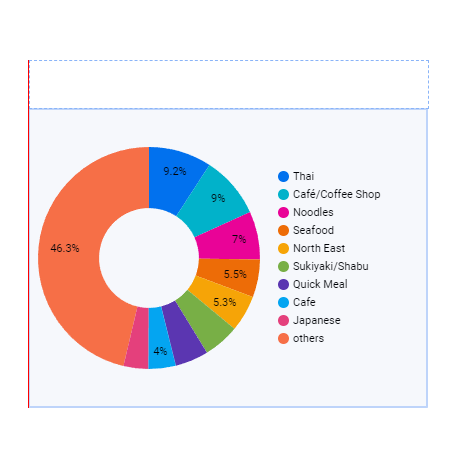 9.2%
9%
7%
5.5%
5.3%
4%
46.3%
Thai
Café/Coffee Shop
Noodles
Seafood
North East
Sukiyaki/Shabu
Quick Meal
Cafe
Japanese
others